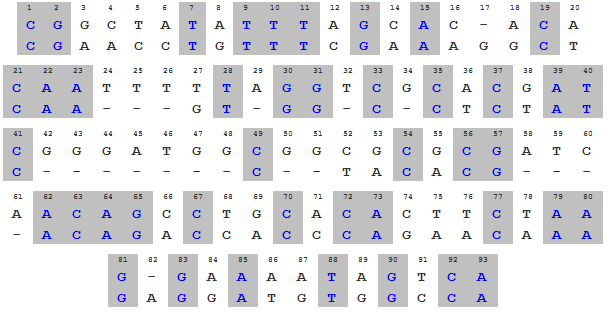 1 2 3 4 5 6 7 8 9 10 11 12 13 14 15 16 17 18 19 20
C G G C T A T A T T T A G C A C - A C A
C G A A C C T G T T T C G A A A G G C T
21 22 23 24 25 26 27 28 29 30 31 32 33 34 35 36 37 38 39 40
C A A T T T T T A G G T C G C A C G A T
C A A - - - G T - G G - C - C T C T A T
41 42 43 44 45 46 47 48 49 50 51 52 53 54 55 56 57 58 59 60
C G G G A T G G C G G C G C G C G A T C
C - - - - - - - C - - T A C A C G - - -
61 62 63 64 65 66 67 68 69 70 71 72 73 74 75 76 77 78 79 80
A A C A G C C T G C A C A C T T C T A A
- A C A G A C C A C C C A G A A C A A A
81 82 83 84 85 86 87 88 89 90 91 92 93
G - G A A A A T A G T C A
G A G G A T G T G G C C A